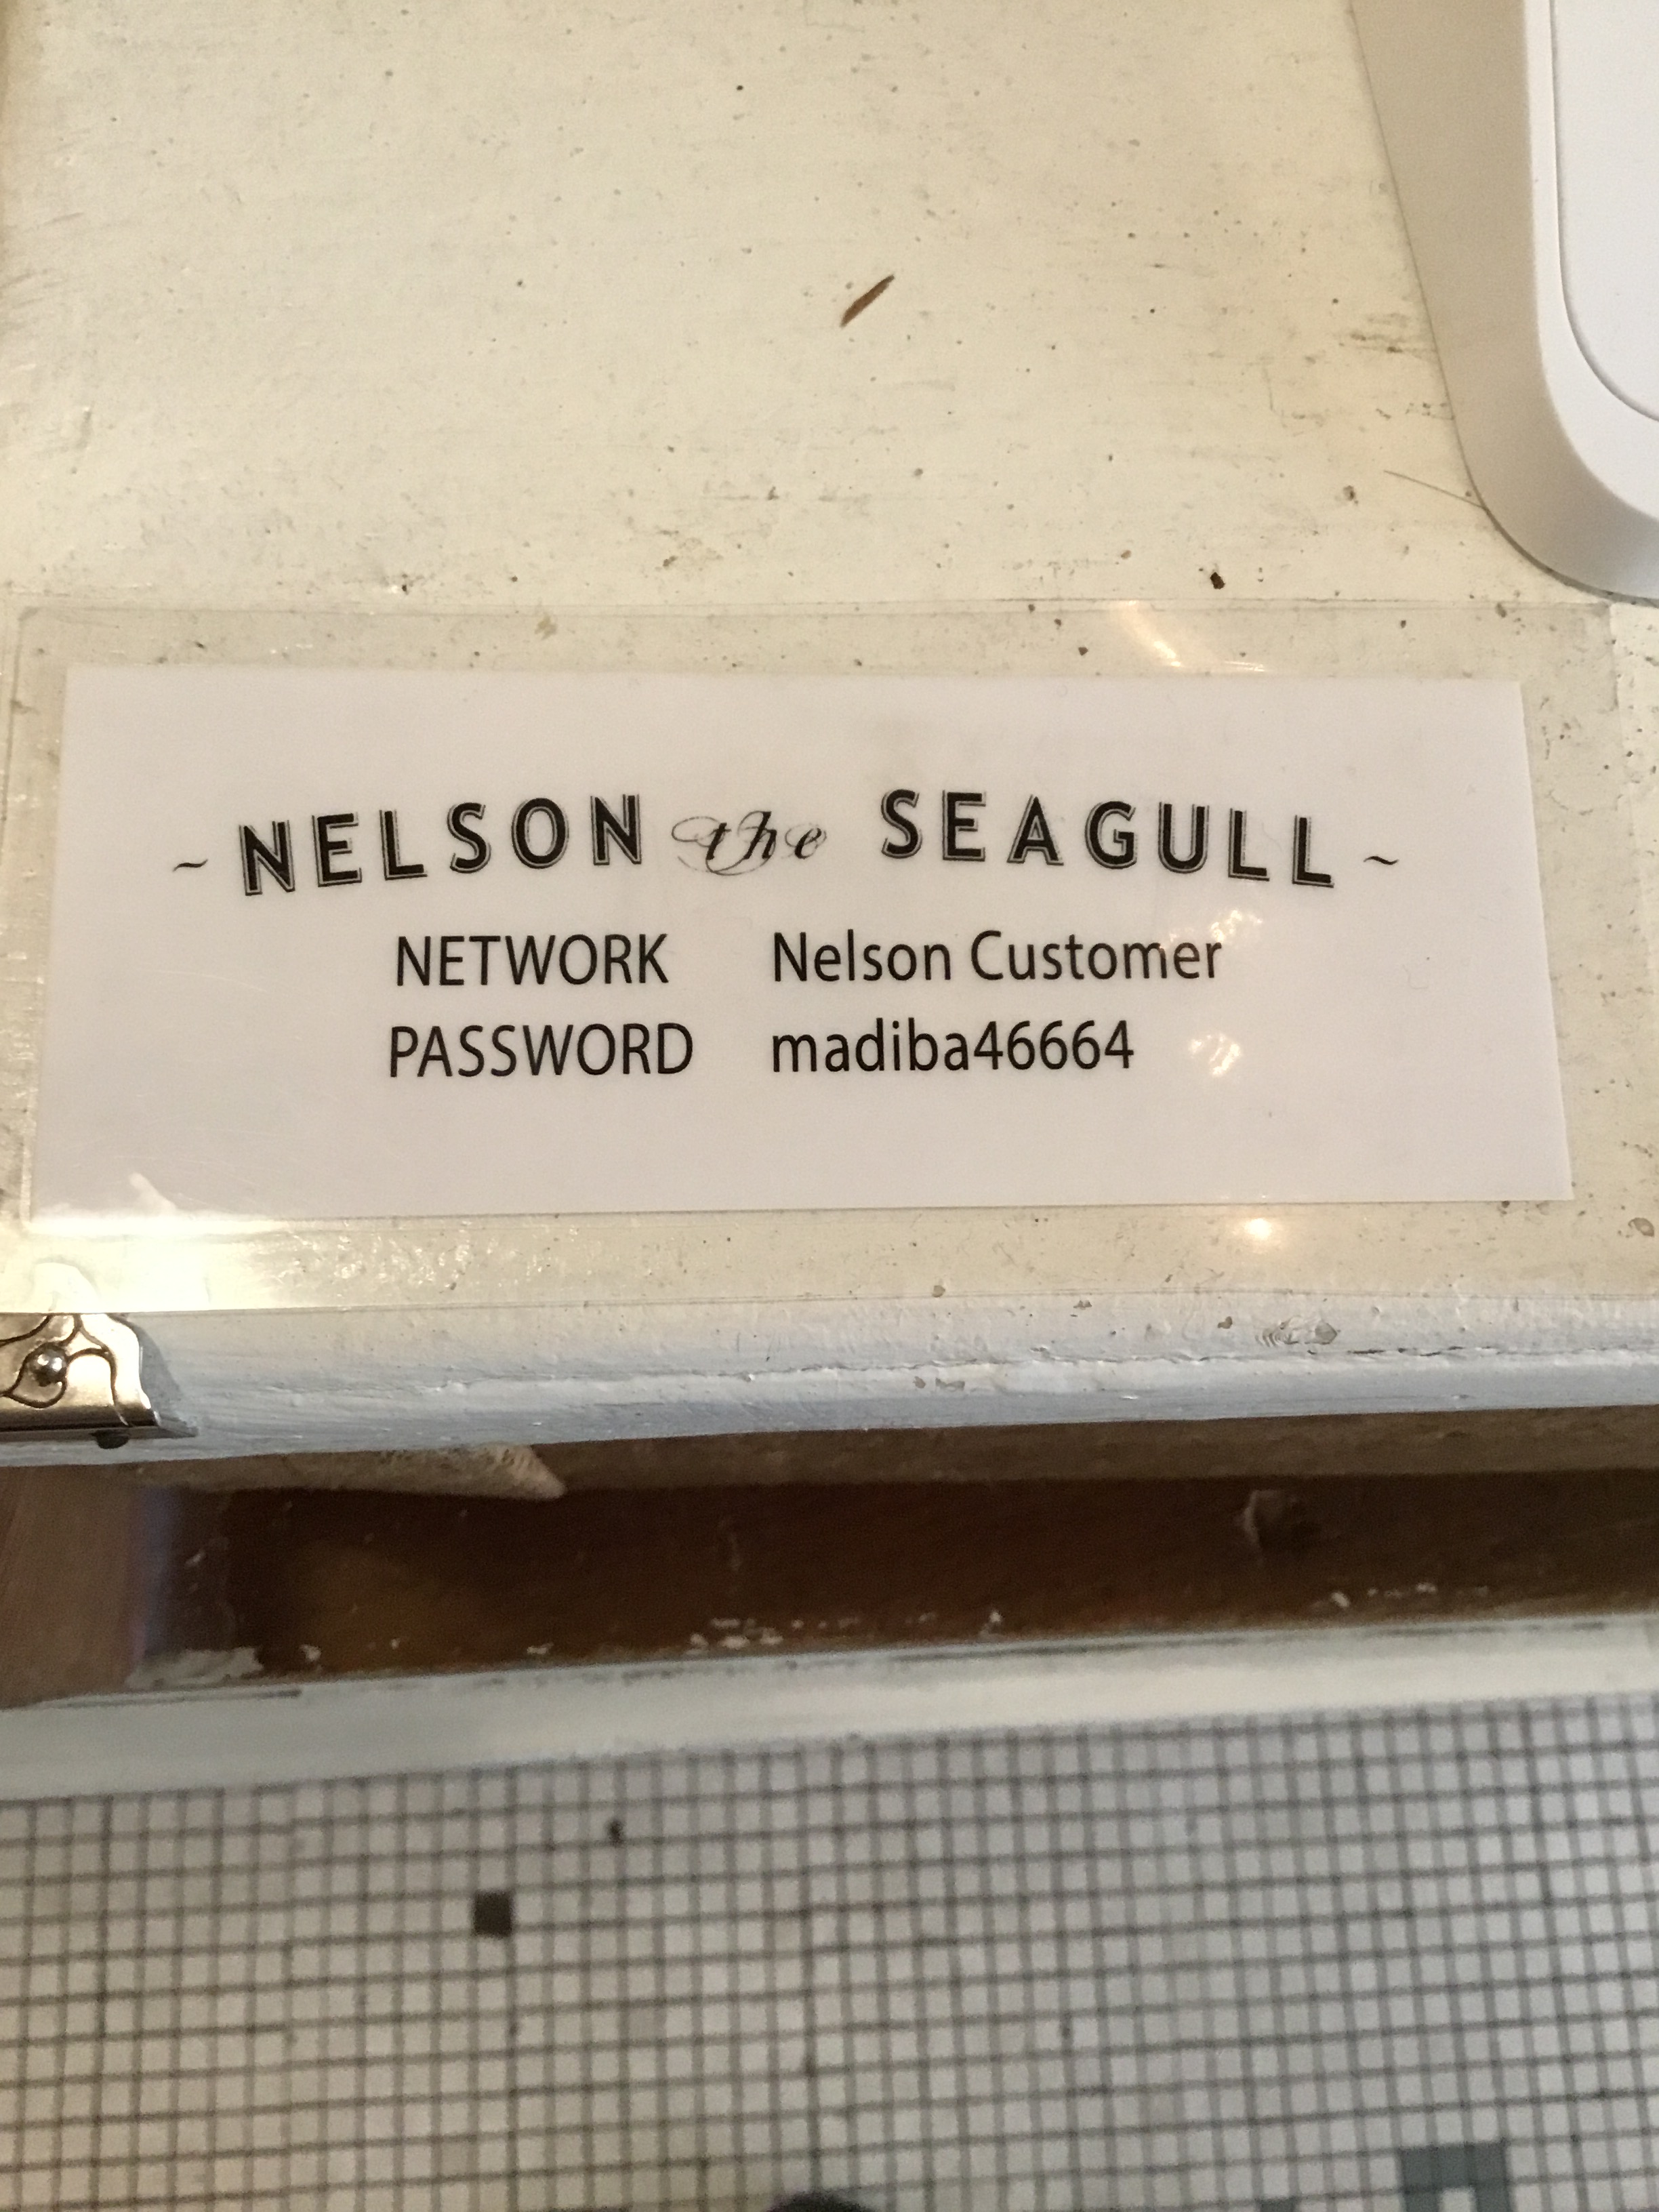 ~ NELSON the SEAGULL ~
NETWORK Nelson Customer
PASSWORD madiba46664